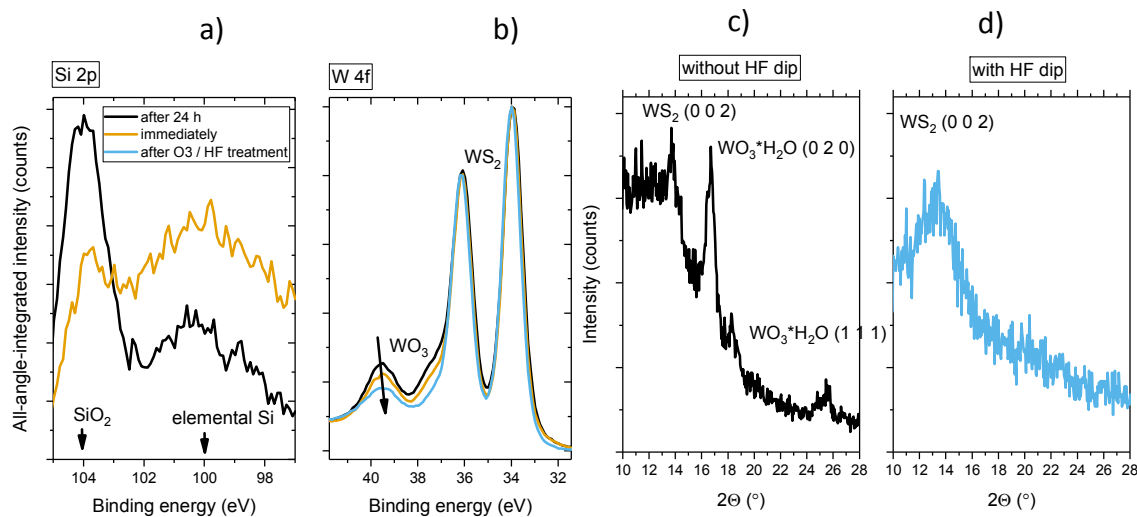 a)
b)
c)
d)
Si 2p
W 4f
without HF dip
with HF dip
after 24 h
immediately
after O3 / HF treatment
SiO₂
elemental Si
All-angle-integrated intensity (counts)
104 102 100 98
Binding energy (eV)
WS₂
WO₃
40 38 36 34 32
Binding energy (eV)
WS₂ (0 0 2)
WO₃*H₂O (0 2 0)
WO₃*H₂O (1 1 1)
Intensity (counts)
10 12 14 16 18 20 22 24 26 28
2Θ (°)
WS₂ (0 0 2)
10 12 14 16 18 20 22 24 26 28
2Θ (°)